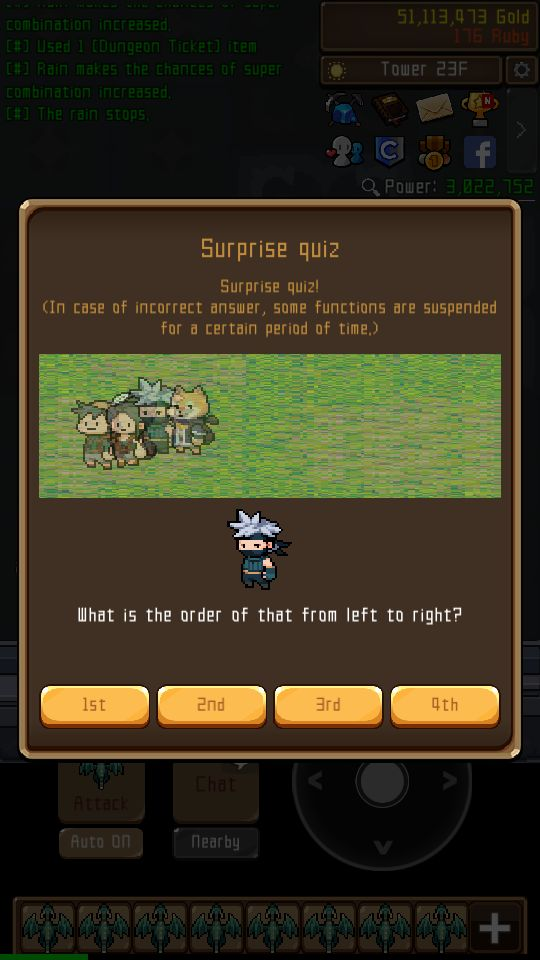 combination increased.
[#] Used 1 [Dungeon Ticket] item
[#] Rain makes the chances of super
combination increased.
[#] The rain stops.
51,113,473 Gold
176 Ruby
Tower 23F
N
C
f
Power: 3,022,752
Surprise quiz
Surprise quiz!
(In case of incorrect answer, some functions are suspended
for a certain period of time.)
What is the order of that from left to right?
1st 2nd 3rd 4th
Attack
Chat
Auto ON
Nearby